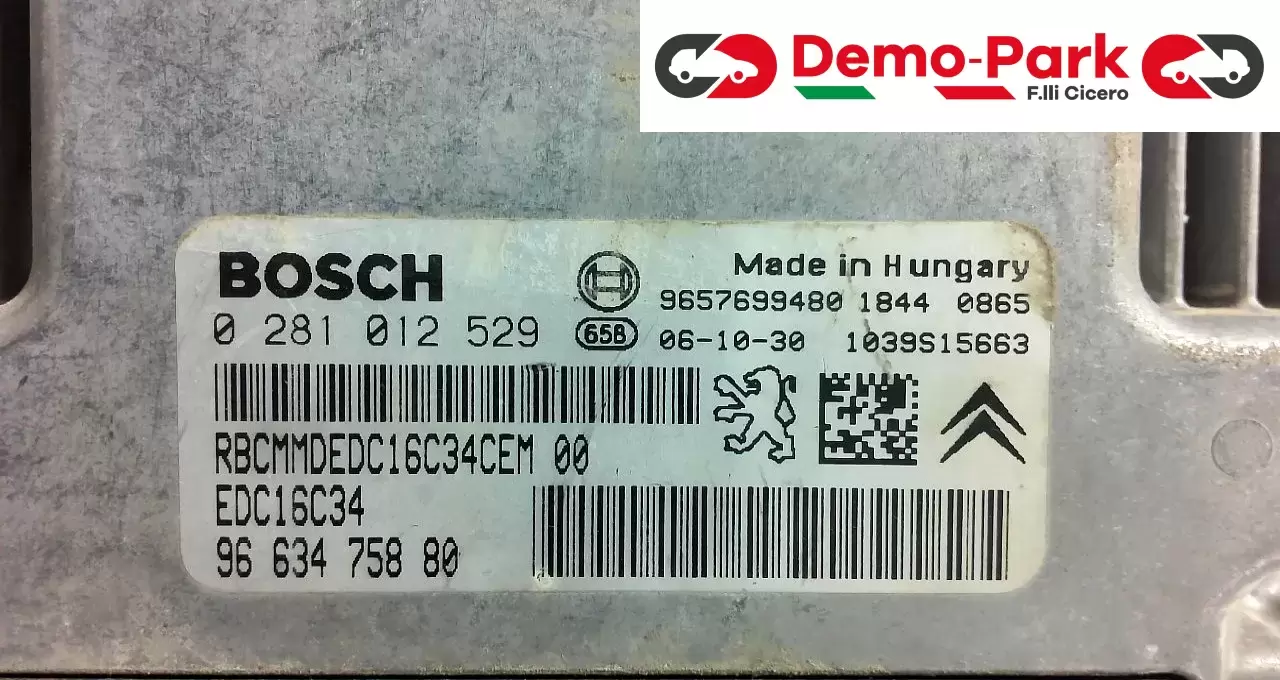 Demo-Park
F.lli Cicero
BOSCH
Made in Hungary
9657699480 1844 0865
0 281 012 529 65B 06-10-30 1039S15663
RBCMMDEDC16C34CEM 00
EDC16C34
96 634 758 80